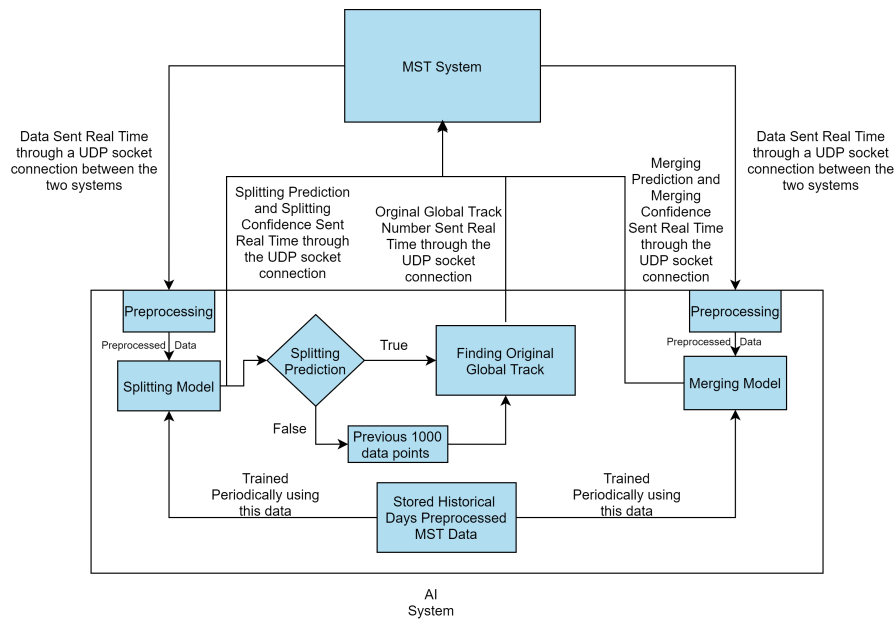 MST System
Data Sent Real Time
through a UDP socket
connection between the
two systems
Splitting Prediction
and Splitting
Confidence Sent
Real Time through
the UDP socket
connection
Orginal Global Track
Number Sent Real
Time through the
UDP socket
connection
Merging
Prediction and
Merging
Confidence
Sent Real Time
through the
UDP socket
connection
Data Sent Real Time
through a UDP socket
connection between the
two systems
Preprocessing
Preprocessed Data
Splitting Model
Splitting
Prediction
True
False
Finding Original
Global Track
Previous 1000
data points
Preprocessing
Preprocessed Data
Merging Model
Trained
Periodically using
this data
Stored Historical
Days Preprocessed
MST Data
Trained
Periodically using
this data
AI
System